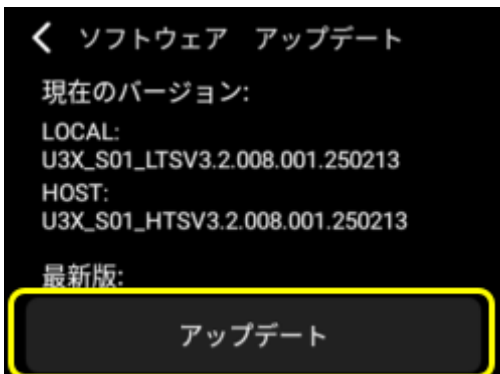 ソフトウェア アップデート
現在のバージョン:
LOCAL:
U3X_S01_LTSV3.2.008.001.250213
HOST:
U3X_S01_HTSV3.2.008.001.250213
最新版:
アップデート